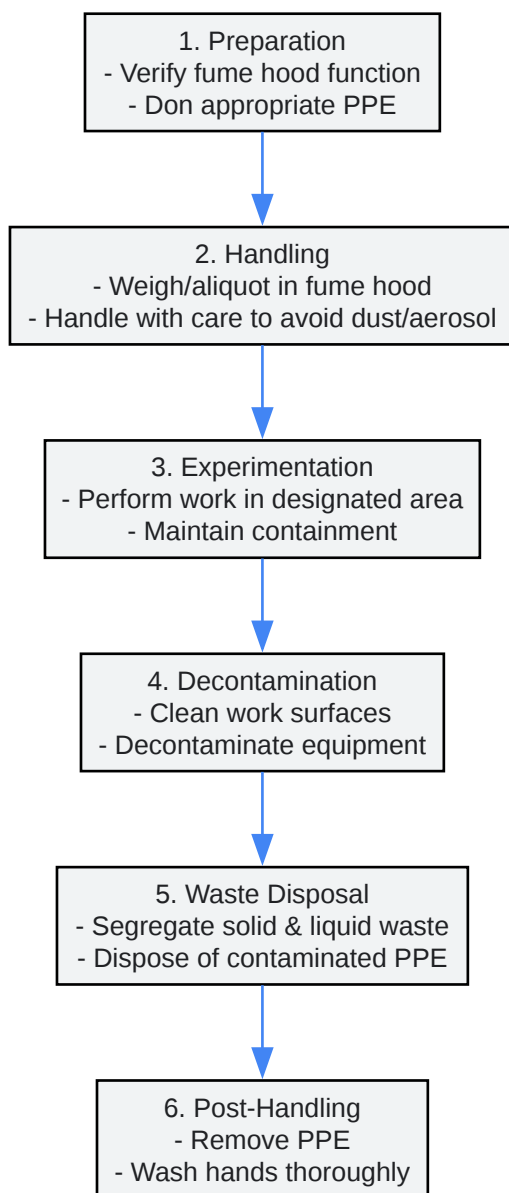 1. Preparation
- Verify fume hood function
- Don appropriate PPE
2. Handling
- Weigh/aliquot in fume hood
- Handle with care to avoid dust/aerosol
3. Experimentation
- Perform work in designated area
- Maintain containment
4. Decontamination
- Clean work surfaces
- Decontaminate equipment
5. Waste Disposal
- Segregate solid & liquid waste
- Dispose of contaminated PPE
6. Post-Handling
- Remove PPE
- Wash hands thoroughly